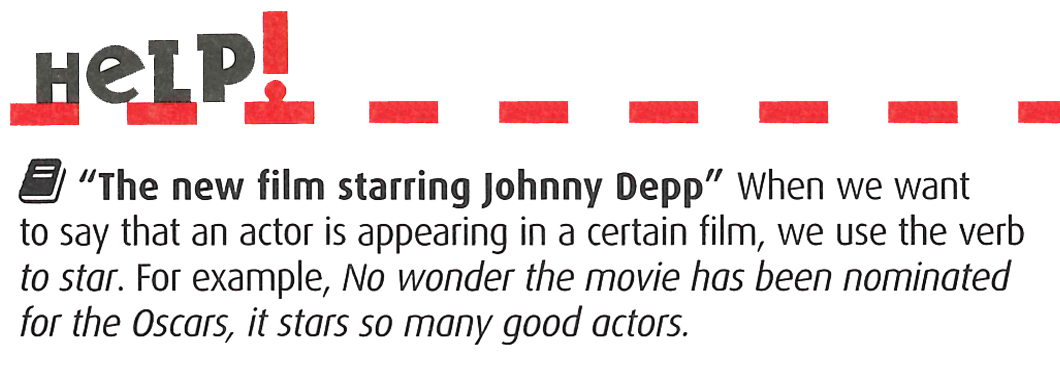 HeLP!
“The new film starring Johnny Depp” When we want
to say that an actor is appearing in a certain film, we use the verb
to star. For example, No wonder the movie has been nominated
for the Oscars, it stars so many good actors.